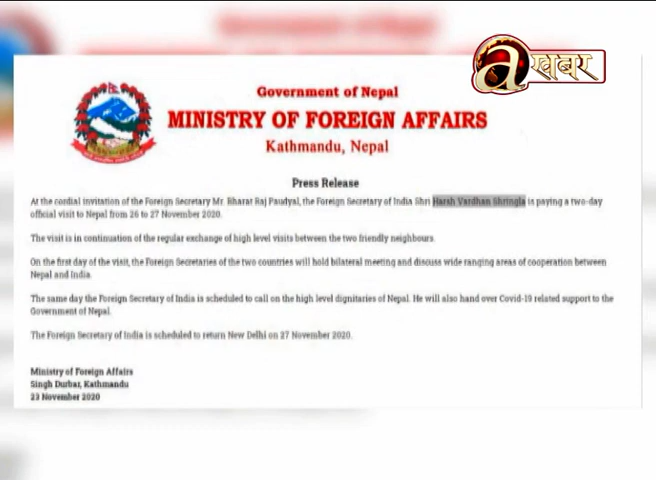 a खबर
Government of Nepal
MINISTRY OF FOREIGN AFFAIRS
Kathmandu, Nepal
Press Release
At the cordial invitation of the Foreign Secretary Mr. Bharat Raj Paudyal, the Foreign Secretary of India Shri Harsh Vardhan Shringla is paying a two-day
official visit to Nepal from 26 to 27 November 2020.
The visit is in continuation of the regular exchange of high level visits between the two friendly neighbours.
On the first day of the visit, the Foreign Secretaries of the two countries will hold bilateral meeting and discuss wide ranging areas of cooperation between
Nepal and India.
The same day the Foreign Secretary of India is scheduled to call on the high level dignitaries of Nepal. He will also hand over Covid-19 related support to the
Government of Nepal.
The Foreign Secretary of India is scheduled to return New Delhi on 27 November 2020.
Ministry of Foreign Affairs
Singh Durbar, Kathmandu
23 November 2020